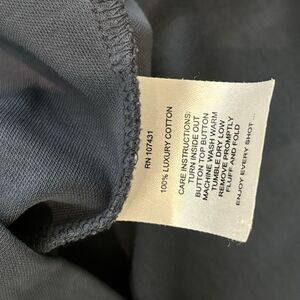 RN 107431
100% LUXURY COTTON
CARE INSTRUCTIONS:
TURN INSIDE OUT
BUTTON TOP BUTTON
MACHINE WASH WARM
TUMBLE DRY LOW
REMOVE PROMPTLY
FLUFF AND FOLD
ENJOY EVERY SHOT ...